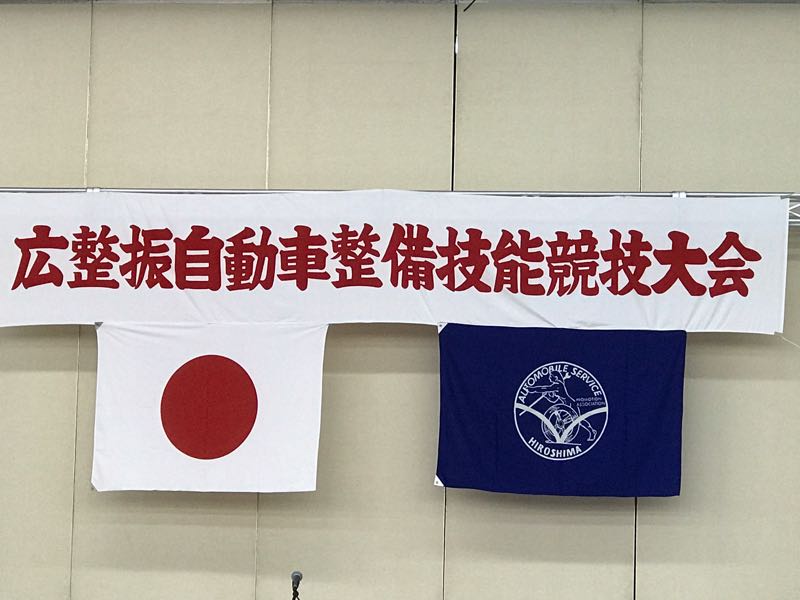 広整振自動車整備技能競技大会
AUTOMOBILE SERVICE
PROMOTION
ASSOCIATION
HIROSHIMA